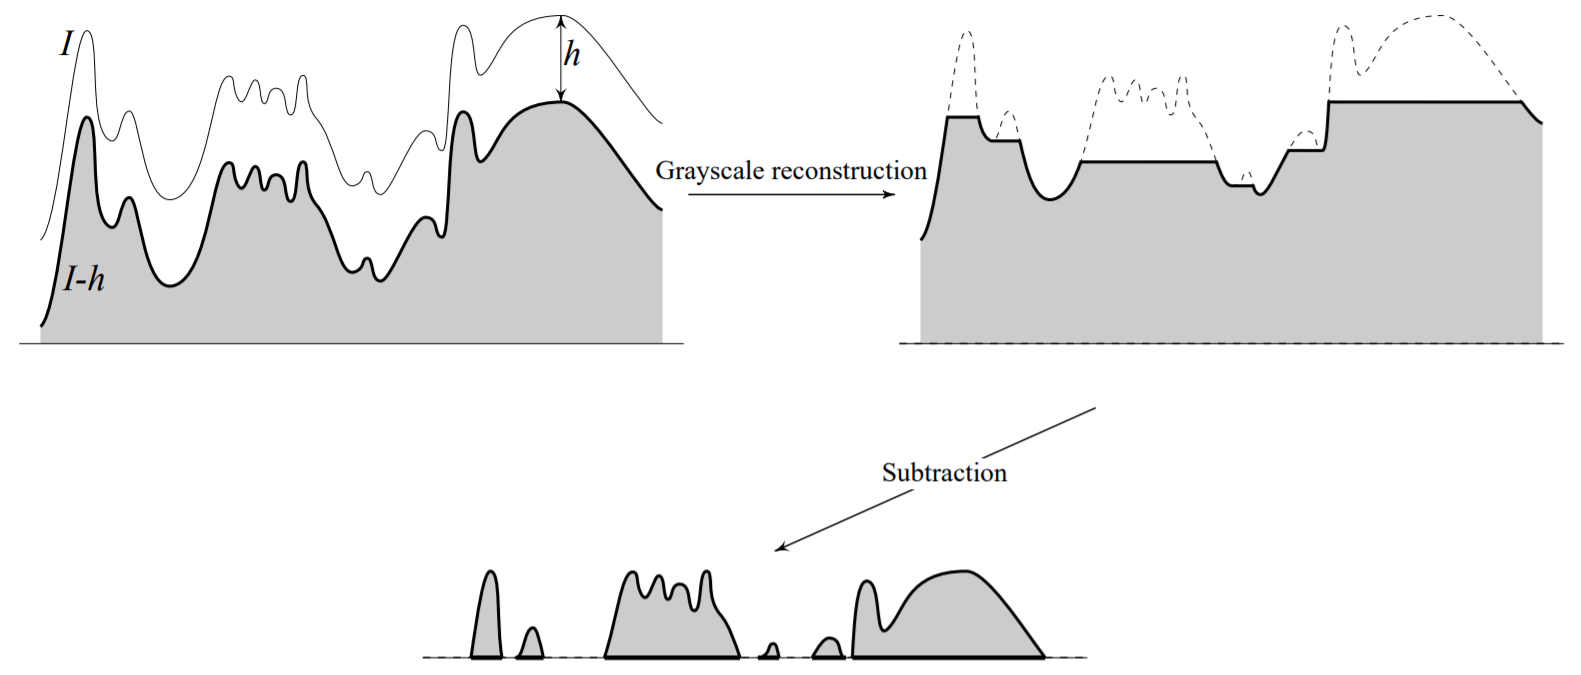 I
h
I-h
Grayscale reconstruction
Subtraction